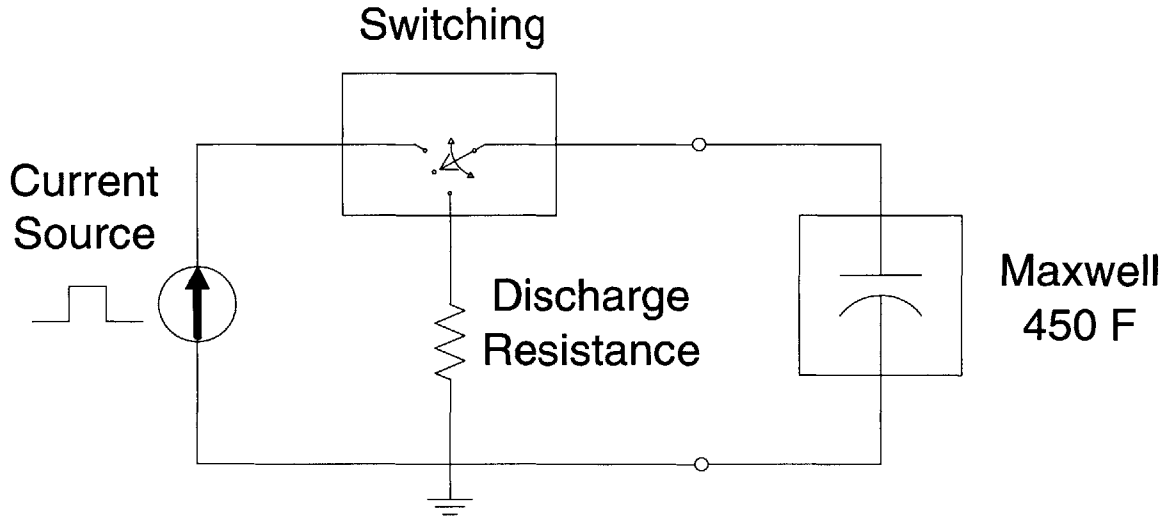 Switching
Current
Source
Discharge
Resistance
Maxwell
450 F